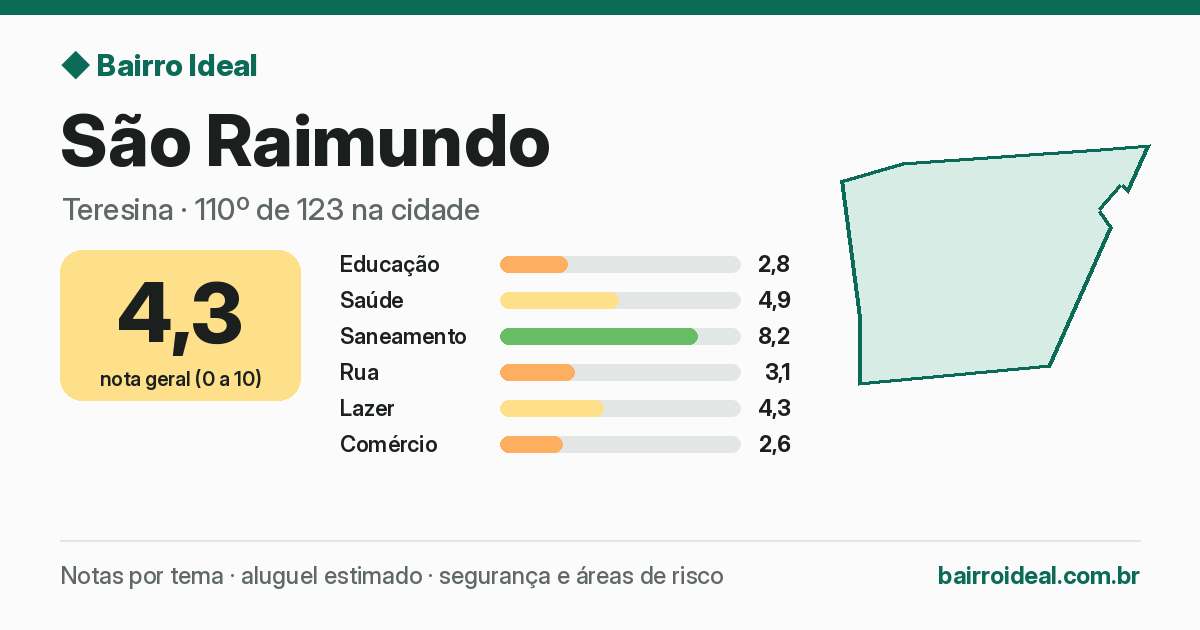 Bairro Ideal
São Raimundo
Teresina · 110º de 123 na cidade
4,3
nota geral (0 a 10)
Educação 2,8
Saúde 4,9
Saneamento 8,2
Rua 3,1
Lazer 4,3
Comércio 2,6
Notas por tema · aluguel estimado · segurança e áreas de risco
bairroideal.com.br